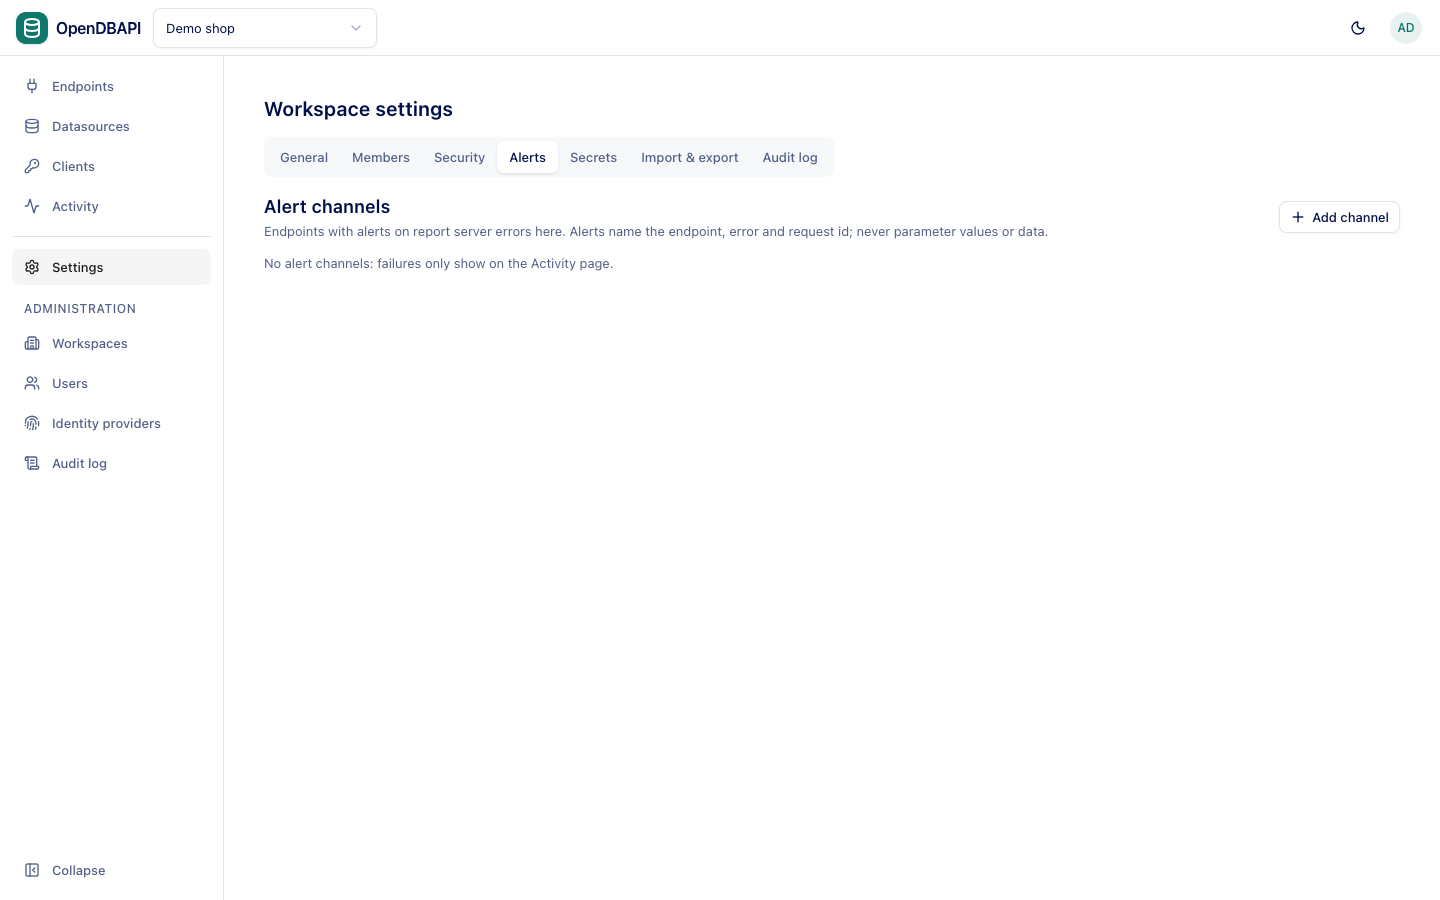 OpenDBAPI
Demo shop
AD
Endpoints
Datasources
Clients
Activity
Settings
ADMINISTRATION
Workspaces
Users
Identity providers
Audit log
Collapse
Workspace settings
General Members Security Alerts Secrets Import & export Audit log
Alert channels
Add channel
Endpoints with alerts on report server errors here. Alerts name the endpoint, error and request id; never parameter values or data.
No alert channels: failures only show on the Activity page.